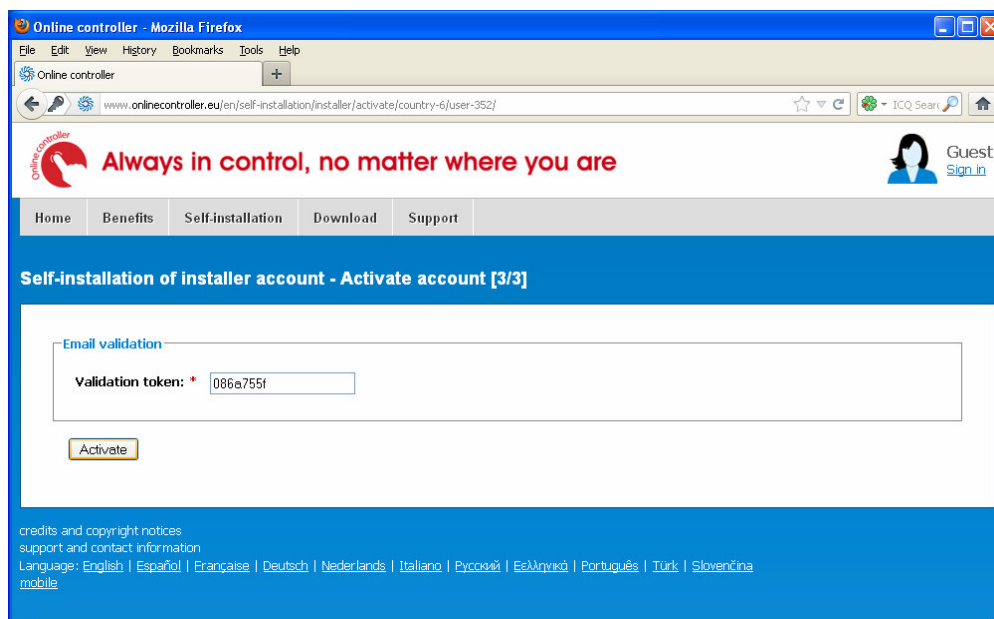 Online controller - Mozilla Firefox
File Edit View History Bookmarks Tools Help
Online controller +
www.onlinecontroller.eu/en/self-installation/installer/activate/country-6/user-352/ ICQ Searc
Online controller
Always in control, no matter where you are
Guest
Sign in
Home Benefits Self-installation Download Support
Self-installation of installer account - Activate account [3/3]
Email validation
Validation token: * 086a755f
Activate
credits and copyright notices
support and contact information
Language: English | Español | Française | Deutsch | Nederlands | Italiano | Русский | Εελληνικά | Português | Türk | Slovenčina
mobile